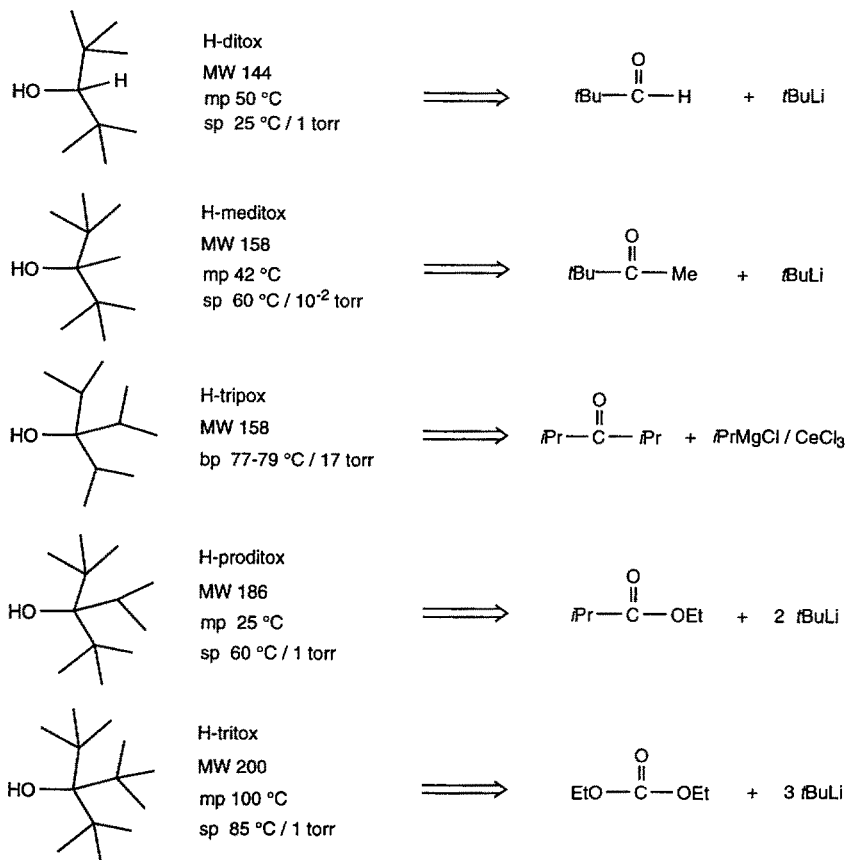 H-ditox
MW 144
mp 50 °C
sp 25 °C / 1 torr
HO
H
O
tBu C H + tBuLi
H-meditox
MW 158
mp 42 °C
sp 60 °C / 10⁻² torr
HO
O
tBu C Me + tBuLi
H-tripox
MW 158
bp 77-79 °C / 17 torr
HO
O
iPr C iPr + iPrMgCl / CeCl₃
H-proditox
MW 186
mp 25 °C
sp 60 °C / 1 torr
HO
O
iPr C OEt + 2 tBuLi
H-tritox
MW 200
mp 100 °C
sp 85 °C / 1 torr
HO
O
EtO C OEt + 3 tBuLi